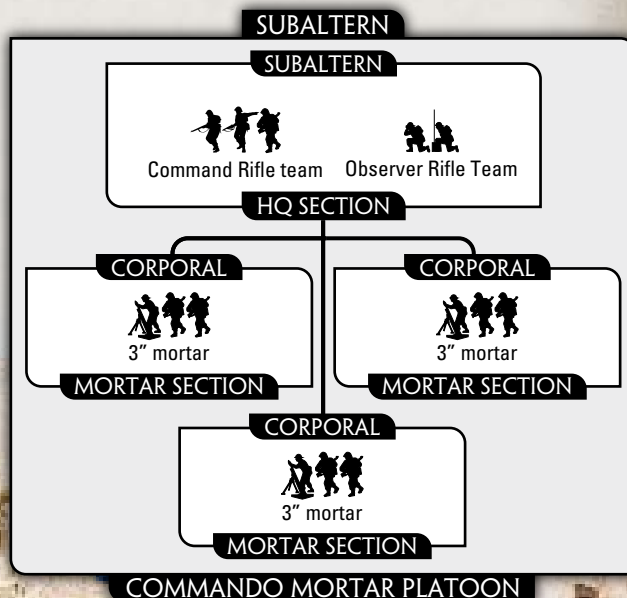 SUBALTERN
SUBALTERN
Command Rifle team
Observer Rifle Team
HQ SECTION
CORPORAL
3” mortar
MORTAR SECTION
CORPORAL
3” mortar
MORTAR SECTION
CORPORAL
3” mortar
MORTAR SECTION
COMMANDO MORTAR PLATOON